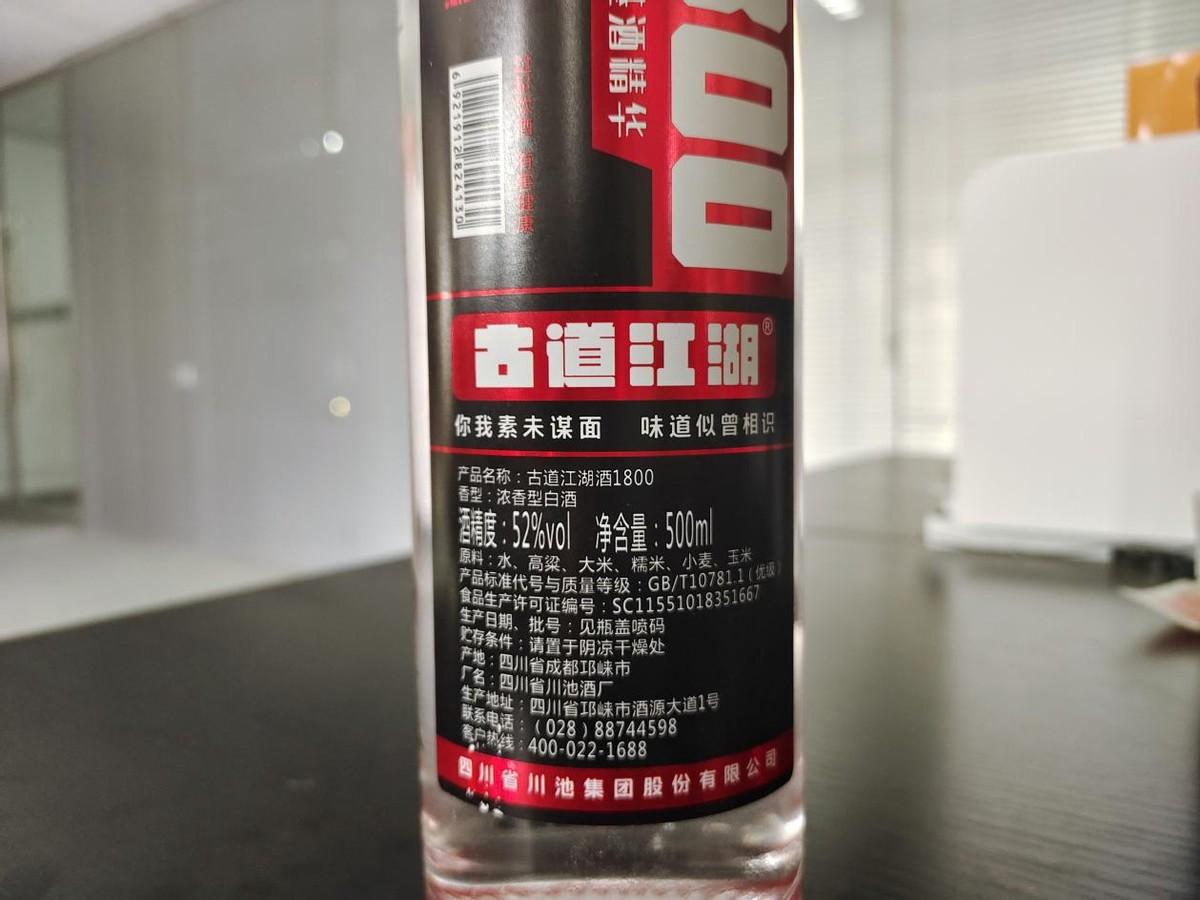 酒精华
00
6921912824130
有害健康
古道江湖®
你我素未谋面 味道似曾相识
产品名称：古道江湖酒1800
香型：浓香型白酒
酒精度：52%vol 净含量：500ml
原料：水、高粱、大米、糯米、小麦、玉米
产品标准代号与质量等级：GB/T10781.1（优级）
食品生产许可证编号：SC11551018351667
生产日期、批号：见瓶盖喷码
贮存条件：请置于阴凉干燥处
产地：四川省成都邛崃市
厂名：四川省川池酒厂
生产地址：四川省邛崃市酒源大道1号
联系电话：（028）88744598
客户热线：400-022-1688
四川省川池集团股份有限公司